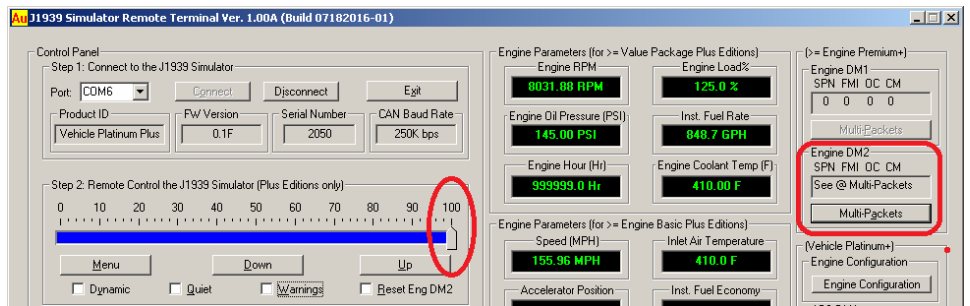 Au J1939 Simulator Remote Terminal Ver. 1.00A (Build 07182016-01)
Control Panel
Step 1: Connect to the J1939 Simulator
Port: COM6 Connect Disconnect Exit
Product ID FW Version Serial Number CAN Baud Rate
Vehicle Platinum Plus 0.1F 2050 250K bps
Step 2: Remote Control the J1939 Simulator (Plus Editions only)
0 10 20 30 40 50 60 70 80 90 100
Menu Down Up
Dynamic Quiet Warnings Reset Eng DM2
Engine Parameters (for >= Value Package Plus Editions)
Engine RPM Engine Load%
8031.88 RPM 125.0 %
Engine Oil Pressure (PSI) Inst. Fuel Rate
145.00 PSI 848.7 GPH
Engine Hour (Hr) Engine Coolant Temp (F)
999999.0 Hr 410.00 F
Engine Parameters (for >= Engine Basic Plus Editions)
Speed (MPH) Inlet Air Temperature
155.96 MPH 410.0 F
Accelerator Position Inst. Fuel Economy
(>= Engine Premium+)
Engine DM1
SPN FMI OC CM
0 0 0 0
Multi-Packets
Engine DM2
SPN FMI OC CM
See @ Multi-Packets
Multi-Packets
(Vehicle Platinum+)
Engine Configuration
Engine Configuration